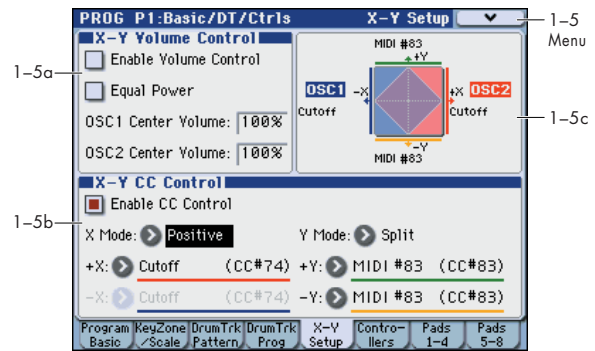 PROG P1:Basic/DT/Ctrls X-Y Setup
1–5
Menu
X-Y Volume Control
Enable Volume Control
1–5a
Equal Power
OSC1 Center Volume: 100%
OSC2 Center Volume: 100%
MIDI #83
+Y
OSC1 -X +X OSC2
Cutoff Cutoff
-Y
MIDI #83
1–5c
X-Y CC Control
Enable CC Control
1–5b
X Mode: Positive Y Mode: Split
+X: Cutoff (CC#74) +Y: MIDI #83 (CC#83)
-X: Cutoff (CC#74) -Y: MIDI #83 (CC#83)
Program Basic KeyZone /Scale DrumTrk Pattern DrumTrk Prog X-Y Setup Contro- llers Pads 1-4 Pads 5-8